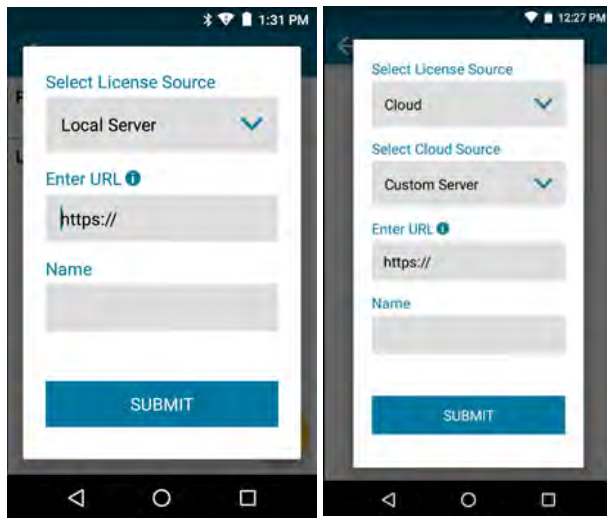 1:31 PM
Select License Source
Local Server
Enter URL
https://
Name
SUBMIT
12:27 PM
Select License Source
Cloud
Select Cloud Source
Custom Server
Enter URL
https://
Name
SUBMIT